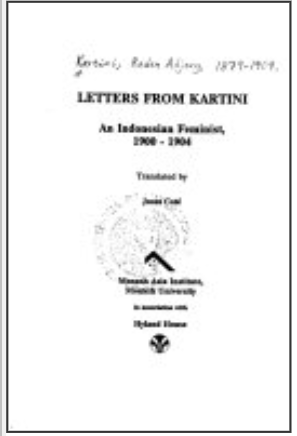 Kartini, Raden Adjeng, 1879-1904.
LETTERS FROM KARTINI
An Indonesian Feminist,
1900 - 1904
Translated by
Joost Coté
Monash Asia Institute,
Monash University
in association with
Hyland House